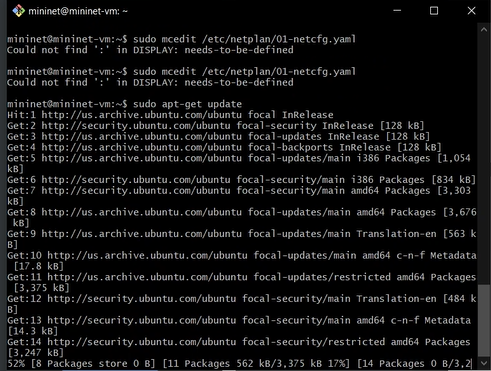 mininet@mininet-vm: ~
mininet@mininet-vm:~$ sudo mcedit /etc/netplan/01-netcfg.yaml
Could not find ':' in DISPLAY: needs-to-be-defined
mininet@mininet-vm:~$ sudo mcedit /etc/netplan/01-netcfg.yaml
Could not find ':' in DISPLAY: needs-to-be-defined
mininet@mininet-vm:~$ sudo apt-get update
Hit:1 http://us.archive.ubuntu.com/ubuntu focal InRelease
Get:2 http://security.ubuntu.com/ubuntu focal-security InRelease [128 kB]
Get:3 http://us.archive.ubuntu.com/ubuntu focal-updates InRelease [128 kB]
Get:4 http://us.archive.ubuntu.com/ubuntu focal-backports InRelease [128 kB]
Get:5 http://us.archive.ubuntu.com/ubuntu focal-updates/main i386 Packages [1,054
kB]
Get:6 http://security.ubuntu.com/ubuntu focal-security/main i386 Packages [834 kB]
Get:7 http://security.ubuntu.com/ubuntu focal-security/main amd64 Packages [3,303
kB]
Get:8 http://us.archive.ubuntu.com/ubuntu focal-updates/main amd64 Packages [3,676
kB]
Get:9 http://us.archive.ubuntu.com/ubuntu focal-updates/main Translation-en [563 k
B]
Get:10 http://us.archive.ubuntu.com/ubuntu focal-updates/main amd64 c-n-f Metadata
[17.8 kB]
Get:11 http://us.archive.ubuntu.com/ubuntu focal-updates/restricted amd64 Packages
[3,375 kB]
Get:12 http://security.ubuntu.com/ubuntu focal-security/main Translation-en [484 k
B]
Get:13 http://security.ubuntu.com/ubuntu focal-security/main amd64 c-n-f Metadata
[14.3 kB]
Get:14 http://security.ubuntu.com/ubuntu focal-security/restricted amd64 Packages
[3,247 kB]
52% [8 Packages store 0 B] [11 Packages 562 kB/3,375 kB 17%] [14 Packages 0 B/3,2